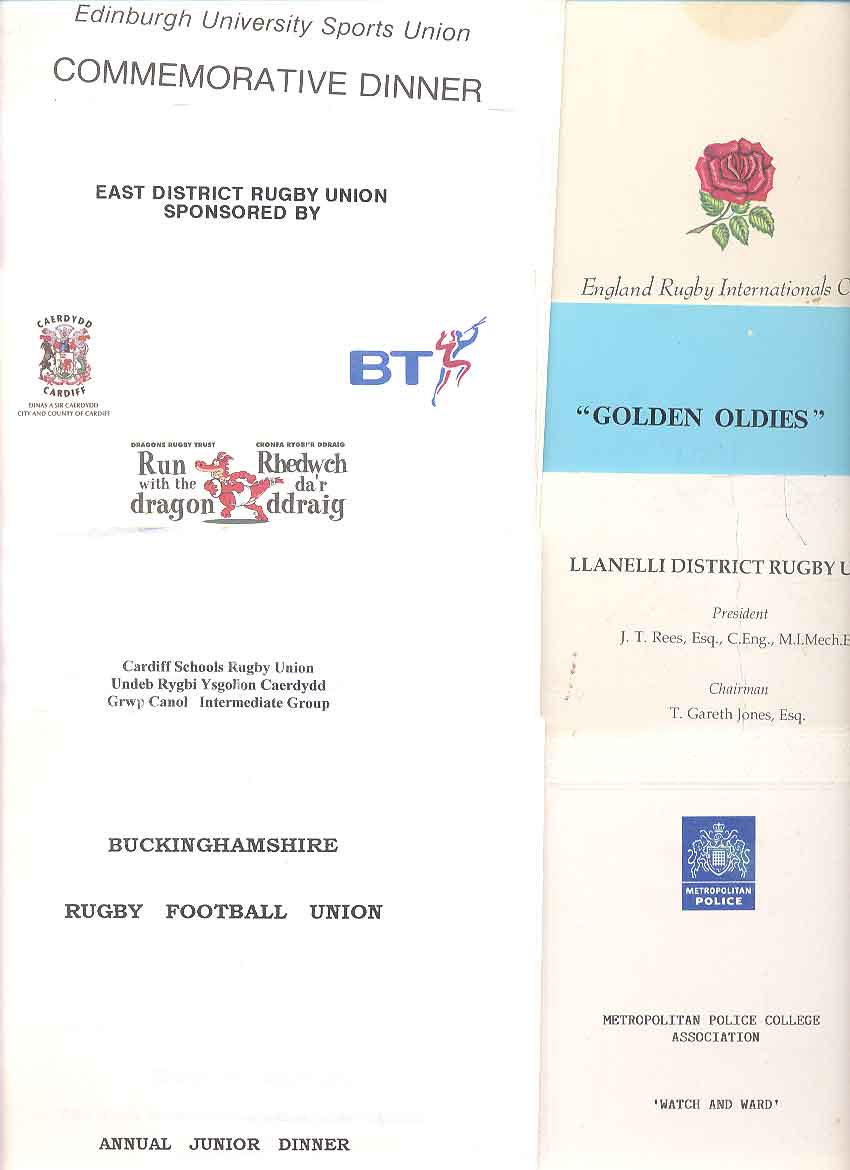 Edinburgh University Sports Union
COMMEMORATIVE DINNER
EAST DISTRICT RUGBY UNION
SPONSORED BY
CAERDYDD
CARDIFF
DINAS A SIR CAERDYDD
CITY AND COUNTY OF CARDIFF
BT
DRAGONS RUGBY TRUST
Run
with the
dragon
CRONFA RYGBI'R DDRAIG
Rhedwch
da'r
ddraig
Cardiff Schools Rugby Union
Undeb Rygbi Ysgolion Caerdydd
Grwp Canol Intermediate Group
BUCKINGHAMSHIRE
RUGBY FOOTBALL UNION
ANNUAL JUNIOR DINNER
England Rugby Internationals C
“GOLDEN OLDIES”
LLANELLI DISTRICT RUGBY U
President
J. T. Rees, Esq., C.Eng., M.I.Mech.E
Chairman
T. Gareth Jones, Esq.
METROPOLITAN
POLICE
METROPOLITAN POLICE COLLEGE
ASSOCIATION
'WATCH AND WARD'